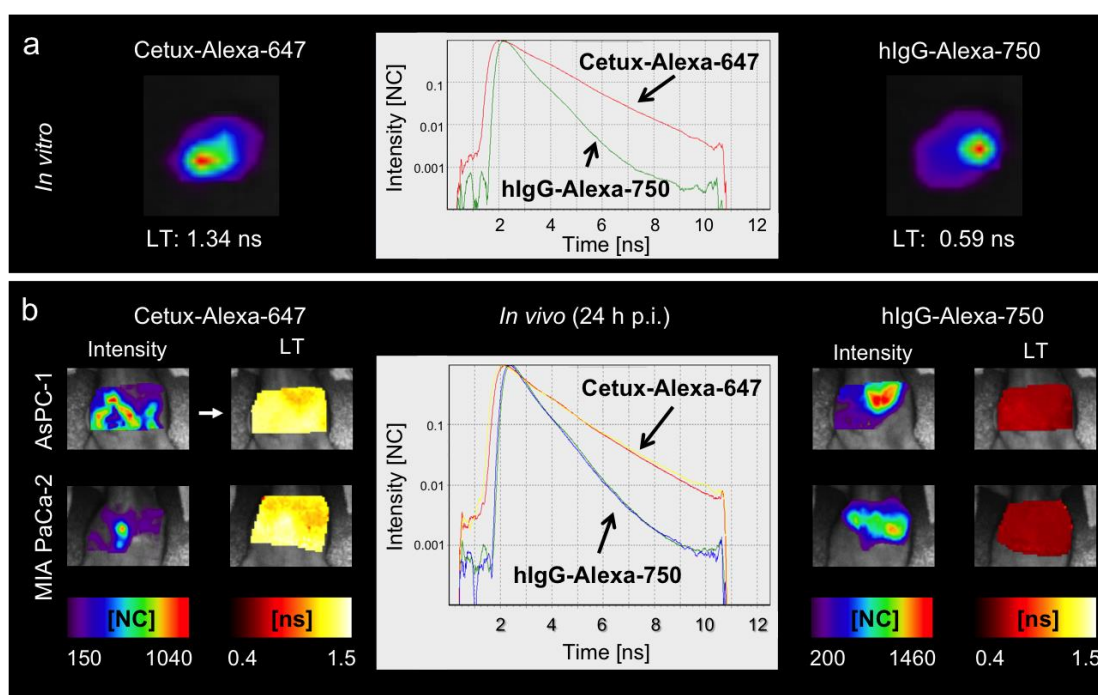 a
Cetux-Alexa-647
hIgG-Alexa-750
In vitro
LT: 1.34 ns
Intensity [NC]
0.1
0.01
0.001
Cetux-Alexa-647
hIgG-Alexa-750
2 4 6 8 10 12
Time [ns]
LT: 0.59 ns
b
Cetux-Alexa-647
In vivo (24 h p.i.)
hIgG-Alexa-750
Intensity
LT
Intensity
LT
AsPC-1
MIA PaCa-2
Intensity [NC]
0.1
0.01
0.001
Cetux-Alexa-647
hIgG-Alexa-750
2 4 6 8 10 12
Time [ns]
[NC]
150 1040
[ns]
0.4 1.5
[NC]
200 1460
[ns]
0.4 1.5